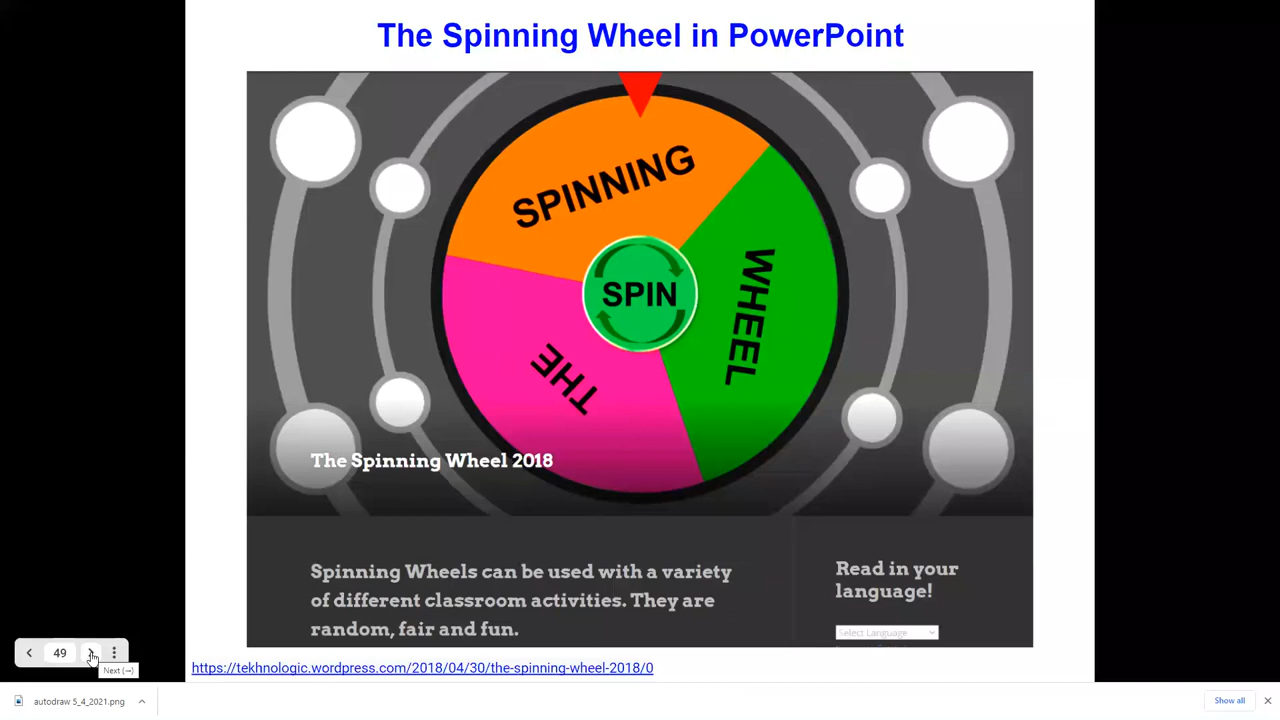 The Spinning Wheel in PowerPoint
SPINNING
WHEEL
SPIN
THE
The Spinning Wheel 2018
Spinning Wheels can be used with a variety
of different classroom activities. They are
random, fair and fun.
Read in your
language!
Select Language
https://tekhnologic.wordpress.com/2018/04/30/the-spinning-wheel-2018/0
49
Next (→)
autodraw 5_4_2021.png
Show all